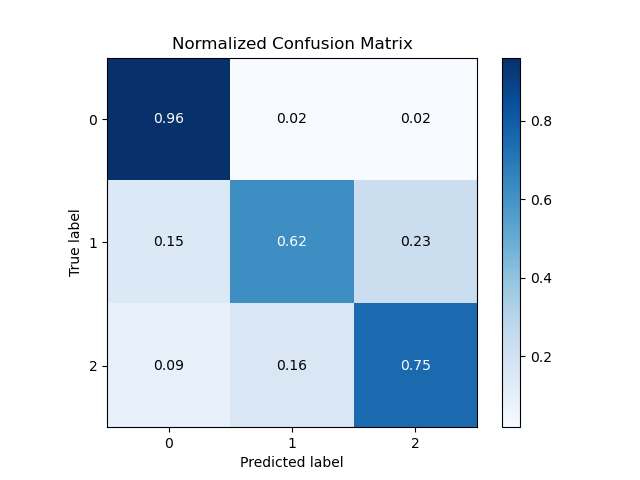 Normalized Confusion Matrix
0 0.96 0.02 0.02
0.8
0.6
True label 1 0.15 0.62 0.23
0.4
0.2
2 0.09 0.16 0.75
0 1 2
Predicted label